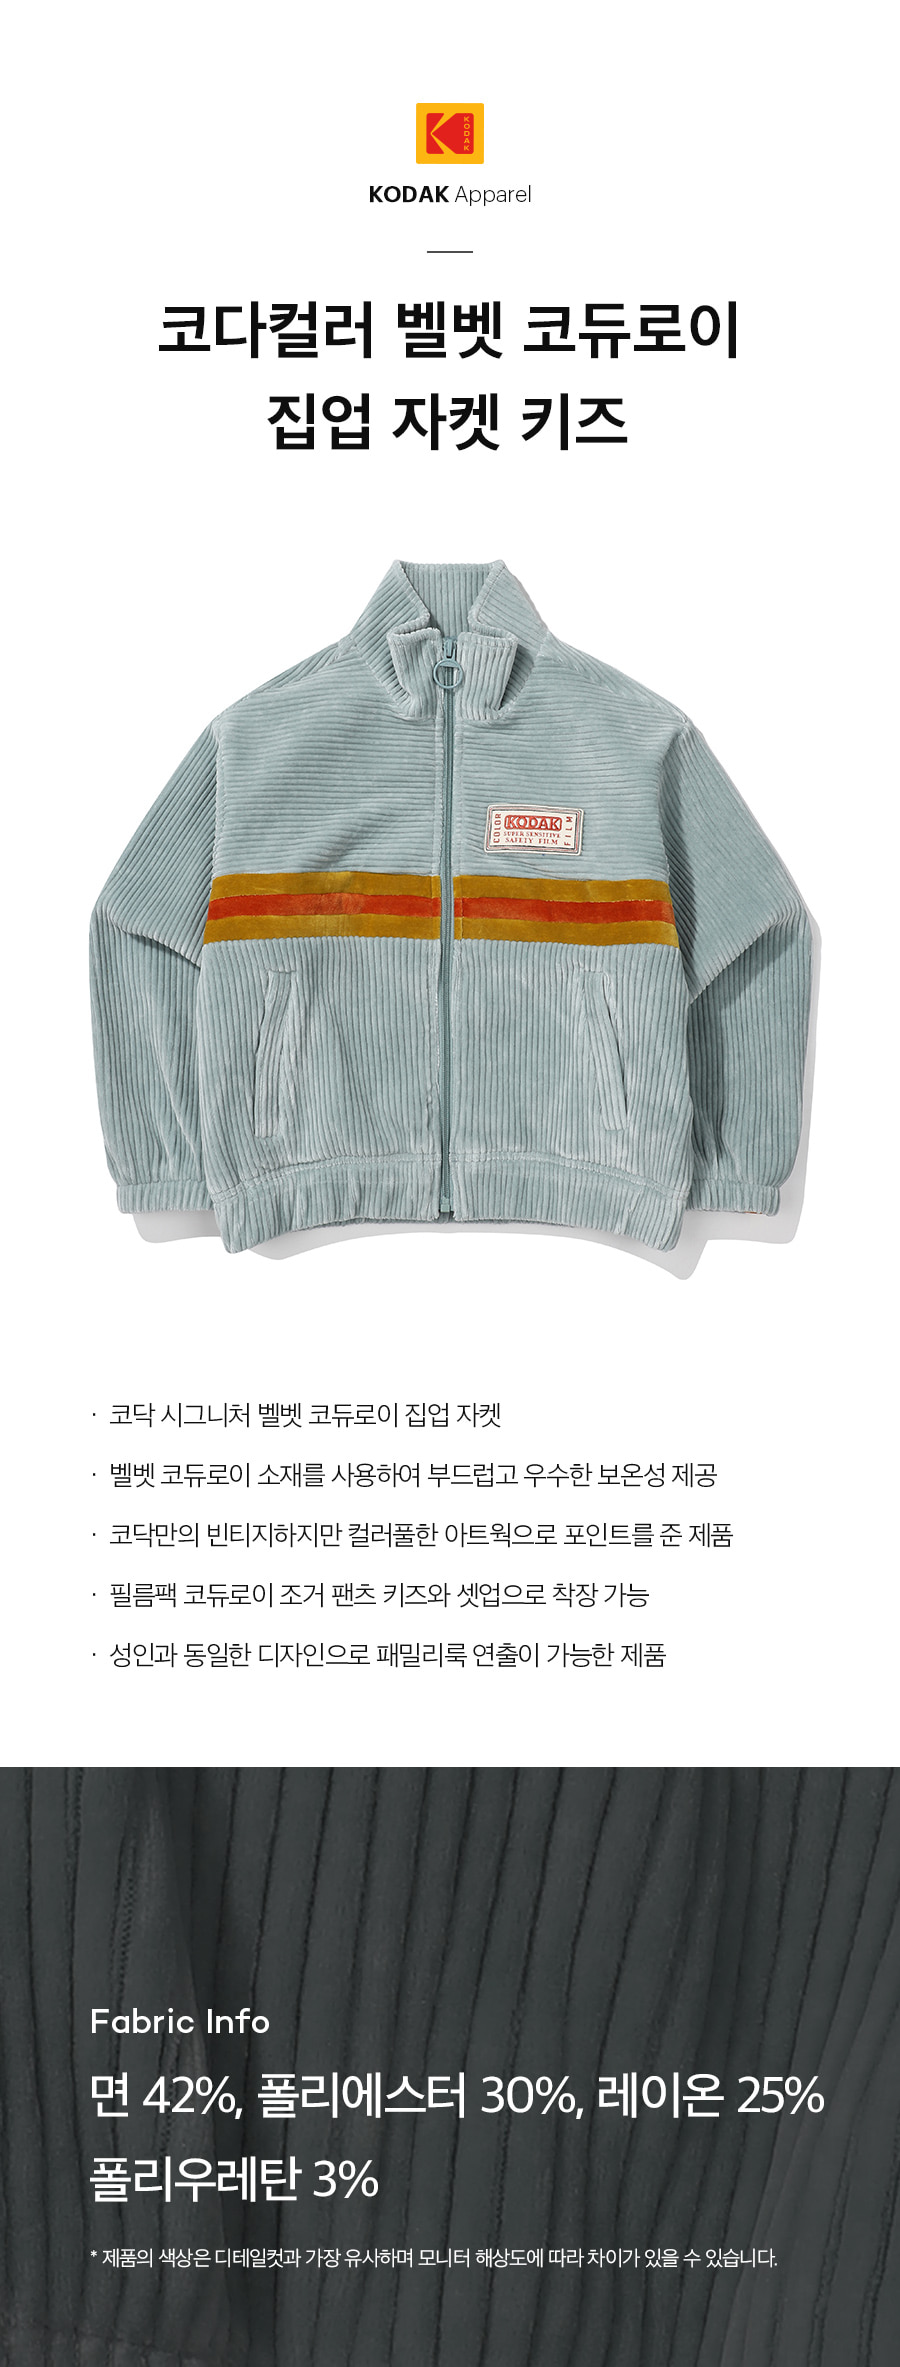 KODAK
KODAK Apparel
코다컬러 벨벳 코듀로이
집업 자켓 키즈
COLOR
KODAK
SUPER SENSITIVE
SAFETY FILM
FILM
· 코닥 시그니처 벨벳 코듀로이 집업 자켓
· 벨벳 코듀로이 소재를 사용하여 부드럽고 우수한 보온성 제공
· 코닥만의 빈티지하지만 컬러풀한 아트웍으로 포인트를 준 제품
· 필름팩 코듀로이 조거 팬츠 키즈와 셋업으로 착장 가능
· 성인과 동일한 디자인으로 패밀리룩 연출이 가능한 제품
Fabric Info
면 42%, 폴리에스터 30%, 레이온 25%
폴리우레탄 3%
* 제품의 색상은 디테일컷과 가장 유사하며 모니터 해상도에 따라 차이가 있을 수 있습니다.